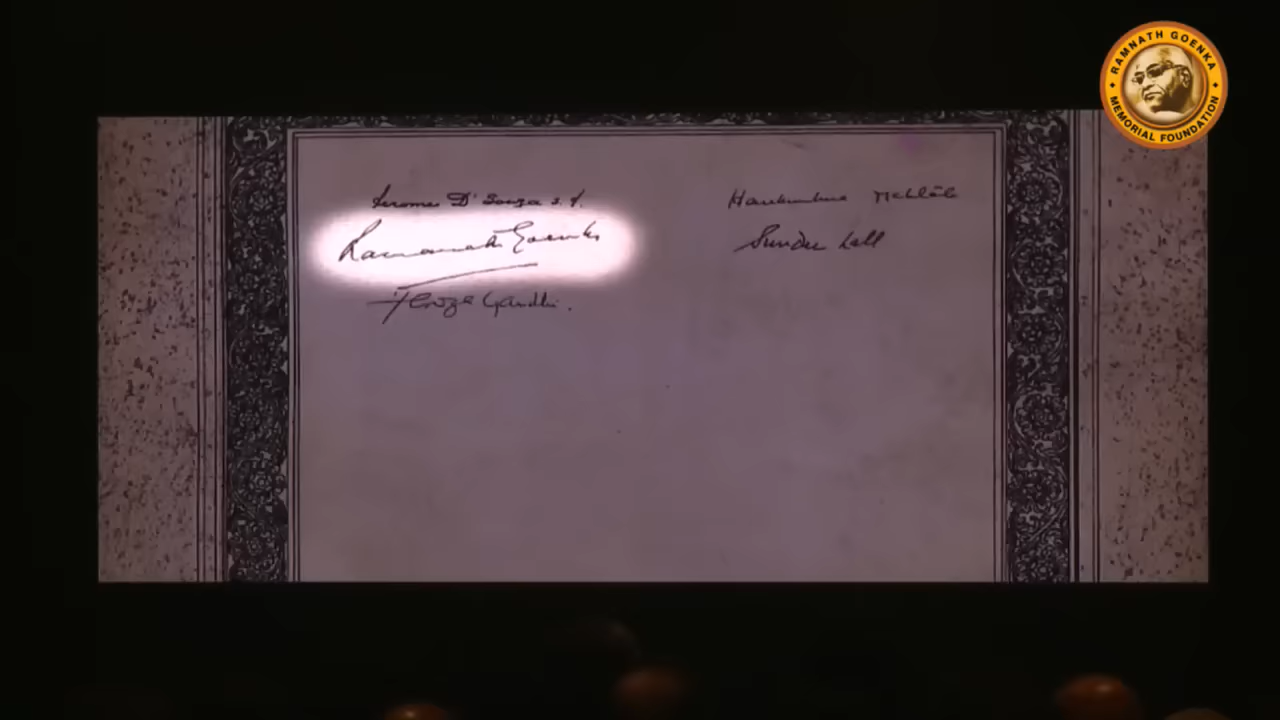 RAMNATH GOENKA
MEMORIAL FOUNDATION
Jerome D'Souza S.J.
Ramnath Goenka
Feroze Gandhi.
Sunder Lall